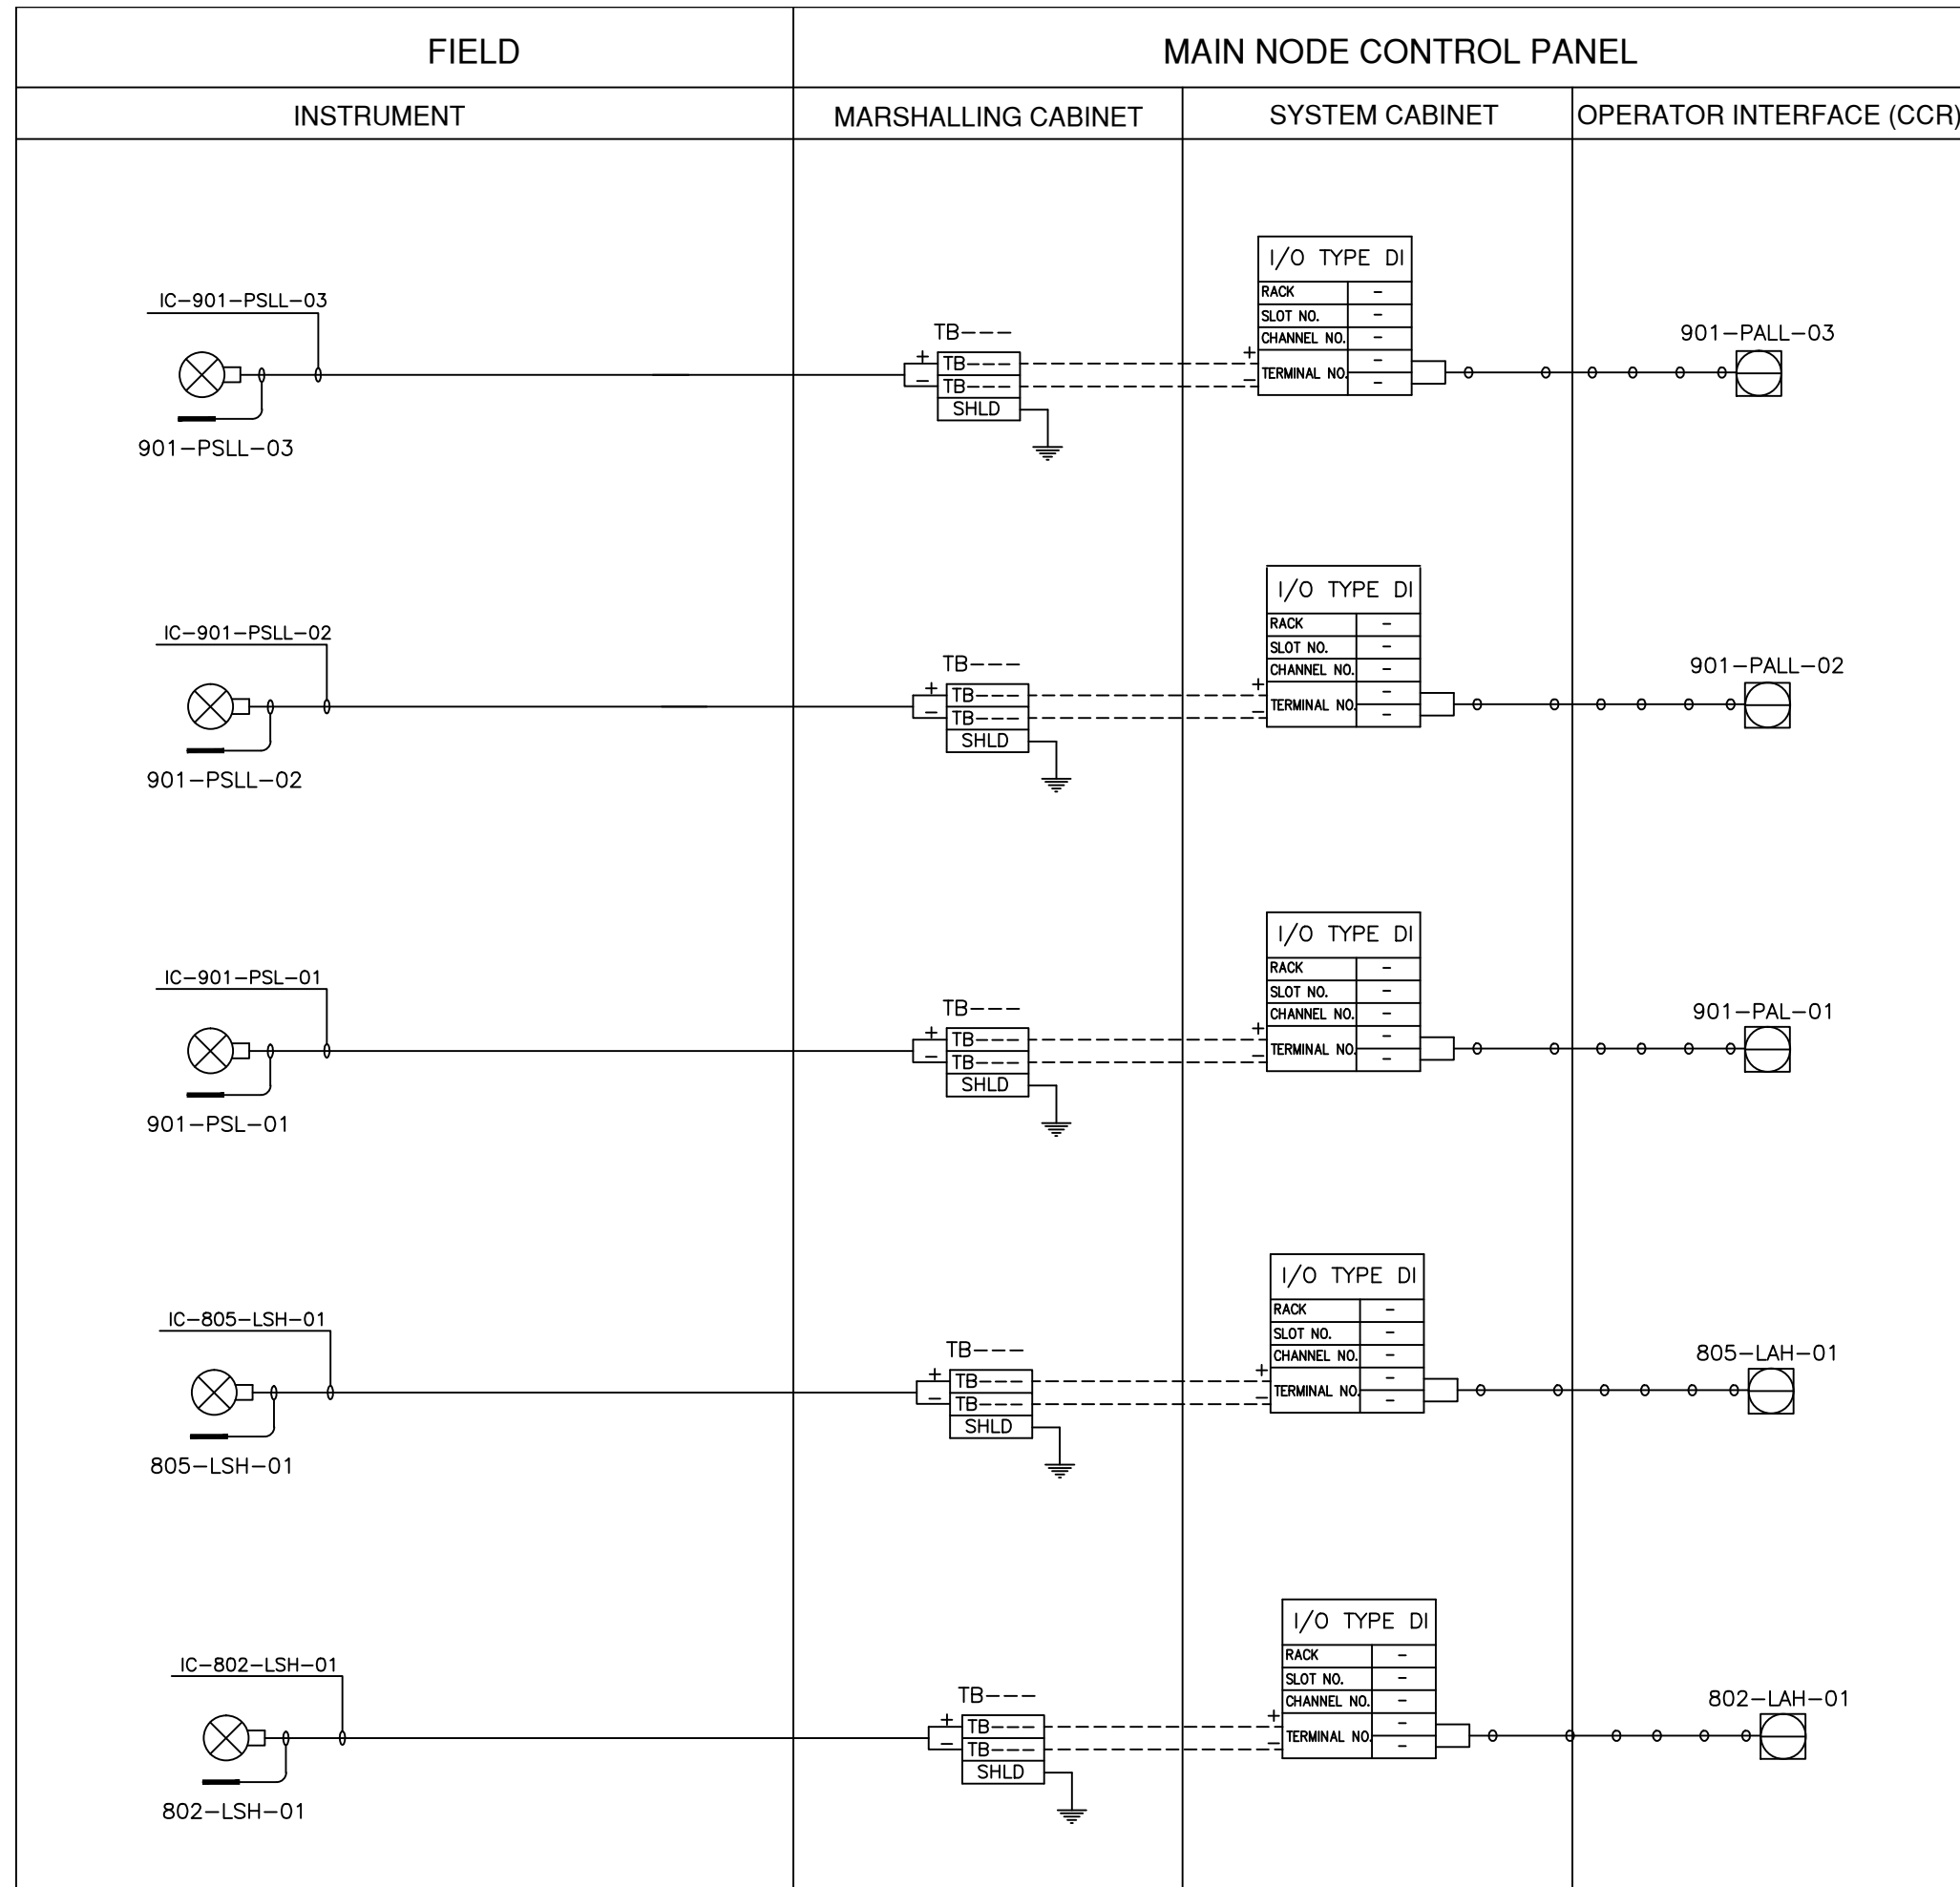 FIELD
MAIN NODE CONTROL PANEL
INSTRUMENT
MARSHALLING CABINET
SYSTEM CABINET
OPERATOR INTERFACE (CCR)
IC-901-PSLL-03
901-PSLL-03
TB---
+ TB---
- TB---
SHLD
I/O TYPE DI
RACK -
SLOT NO. -
CHANNEL NO. -
+ -
TERMINAL NO.
- -
901-PALL-03
IC-901-PSLL-02
901-PSLL-02
TB---
+ TB---
- TB---
SHLD
I/O TYPE DI
RACK -
SLOT NO. -
CHANNEL NO. -
+ -
TERMINAL NO.
- -
901-PALL-02
IC-901-PSL-01
901-PSL-01
TB---
+ TB---
- TB---
SHLD
I/O TYPE DI
RACK -
SLOT NO. -
CHANNEL NO. -
+ -
TERMINAL NO.
- -
901-PAL-01
IC-805-LSH-01
805-LSH-01
TB---
+ TB---
- TB---
SHLD
I/O TYPE DI
RACK -
SLOT NO. -
CHANNEL NO. -
+ -
TERMINAL NO.
- -
805-LAH-01
IC-802-LSH-01
802-LSH-01
TB---
+ TB---
- TB---
SHLD
I/O TYPE DI
RACK -
SLOT NO. -
CHANNEL NO. -
+ -
TERMINAL NO.
- -
802-LAH-01